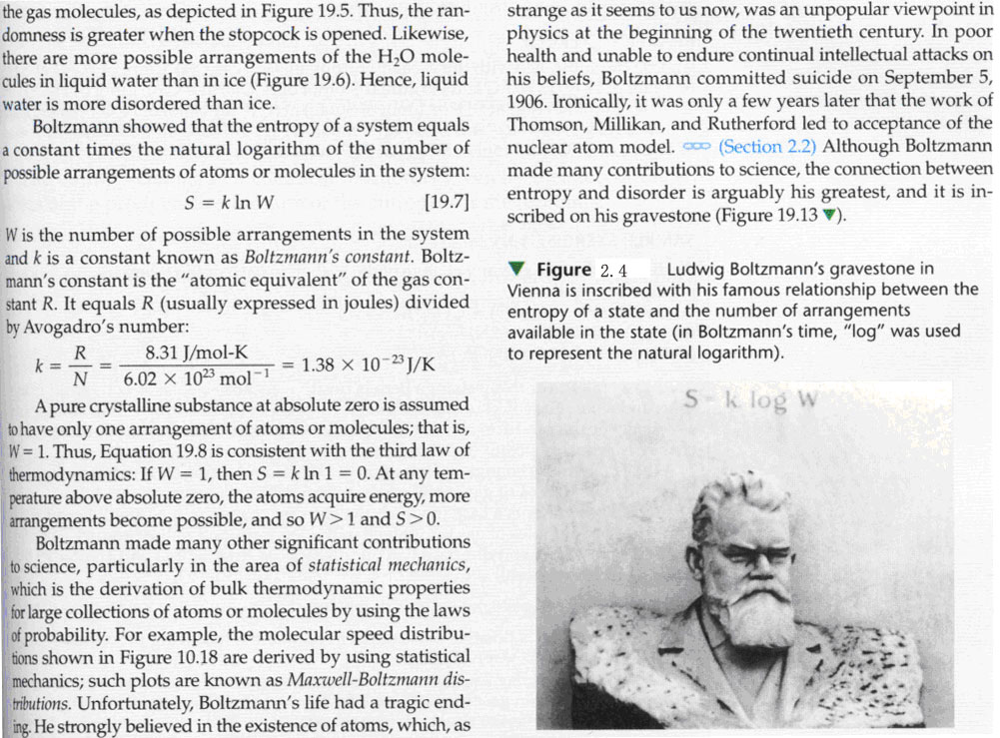 the gas molecules, as depicted in Figure 19.5. Thus, the ran-
domness is greater when the stopcock is opened. Likewise,
there are more possible arrangements of the H₂O mole-
cules in liquid water than in ice (Figure 19.6). Hence, liquid
water is more disordered than ice.
Boltzmann showed that the entropy of a system equals
a constant times the natural logarithm of the number of
possible arrangements of atoms or molecules in the system:
S = k ln W [19.7]
W is the number of possible arrangements in the system
and k is a constant known as Boltzmann's constant. Boltz-
mann's constant is the “atomic equivalent” of the gas con-
stant R. It equals R (usually expressed in joules) divided
by Avogadro's number:
k = R/N = 8.31 J/mol-K / 6.02 × 10²³ mol⁻¹ = 1.38 × 10⁻²³ J/K
A pure crystalline substance at absolute zero is assumed
to have only one arrangement of atoms or molecules; that is,
W = 1. Thus, Equation 19.8 is consistent with the third law of
thermodynamics: If W = 1, then S = k ln 1 = 0. At any tem-
perature above absolute zero, the atoms acquire energy, more
arrangements become possible, and so W > 1 and S > 0.
Boltzmann made many other significant contributions
to science, particularly in the area of statistical mechanics,
which is the derivation of bulk thermodynamic properties
for large collections of atoms or molecules by using the laws
of probability. For example, the molecular speed distribu-
tions shown in Figure 10.18 are derived by using statistical
mechanics; such plots are known as Maxwell-Boltzmann dis-
tributions. Unfortunately, Boltzmann's life had a tragic end-
ing. He strongly believed in the existence of atoms, which, as
strange as it seems to us now, was an unpopular viewpoint in
physics at the beginning of the twentieth century. In poor
health and unable to endure continual intellectual attacks on
his beliefs, Boltzmann committed suicide on September 5,
1906. Ironically, it was only a few years later that the work of
Thomson, Millikan, and Rutherford led to acceptance of the
nuclear atom model. (Section 2.2) Although Boltzmann
made many contributions to science, the connection between
entropy and disorder is arguably his greatest, and it is in-
scribed on his gravestone (Figure 19.13 ▼).
▼ Figure 2.4 Ludwig Boltzmann's gravestone in
Vienna is inscribed with his famous relationship between the
entropy of a state and the number of arrangements
available in the state (in Boltzmann's time, “log” was used
to represent the natural logarithm).
S = k log W